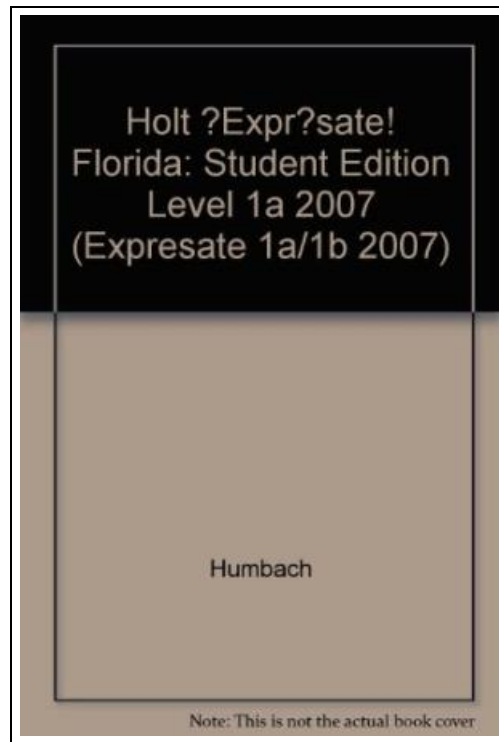 Holt ?Expr?sate!
Florida: Student Edition
Level 1a 2007
(Expresate 1a/1b 2007)
Humbach
Note: This is not the actual book cover